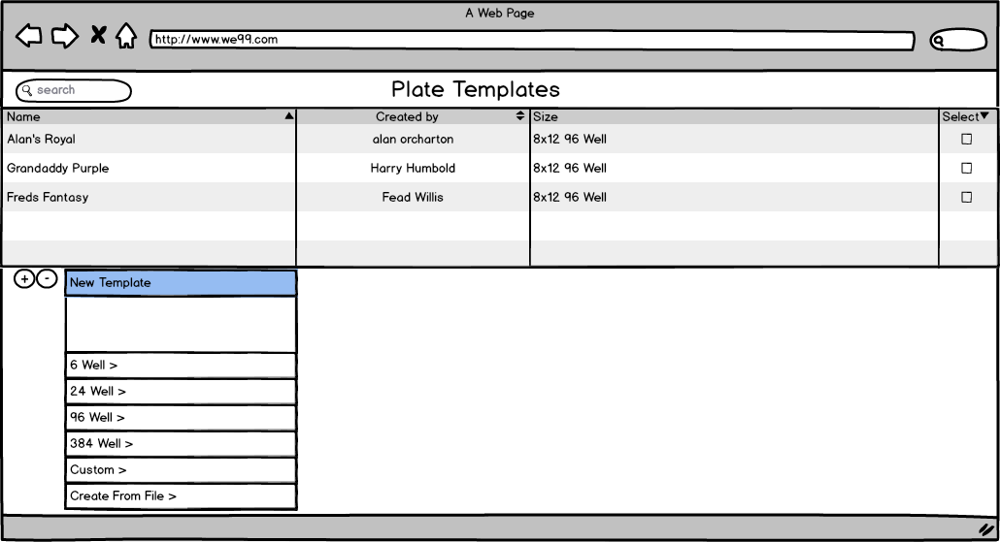 A Web Page
http://www.we99.com
search
Plate Templates
Name Created by Size Select
Alan's Royal alan orcharton 8x12 96 Well
Grandaddy Purple Harry Humbold 8x12 96 Well
Freds Fantasy Fead Willis 8x12 96 Well
+ - New Template
6 Well >
24 Well >
96 Well >
384 Well >
Custom >
Create From File >